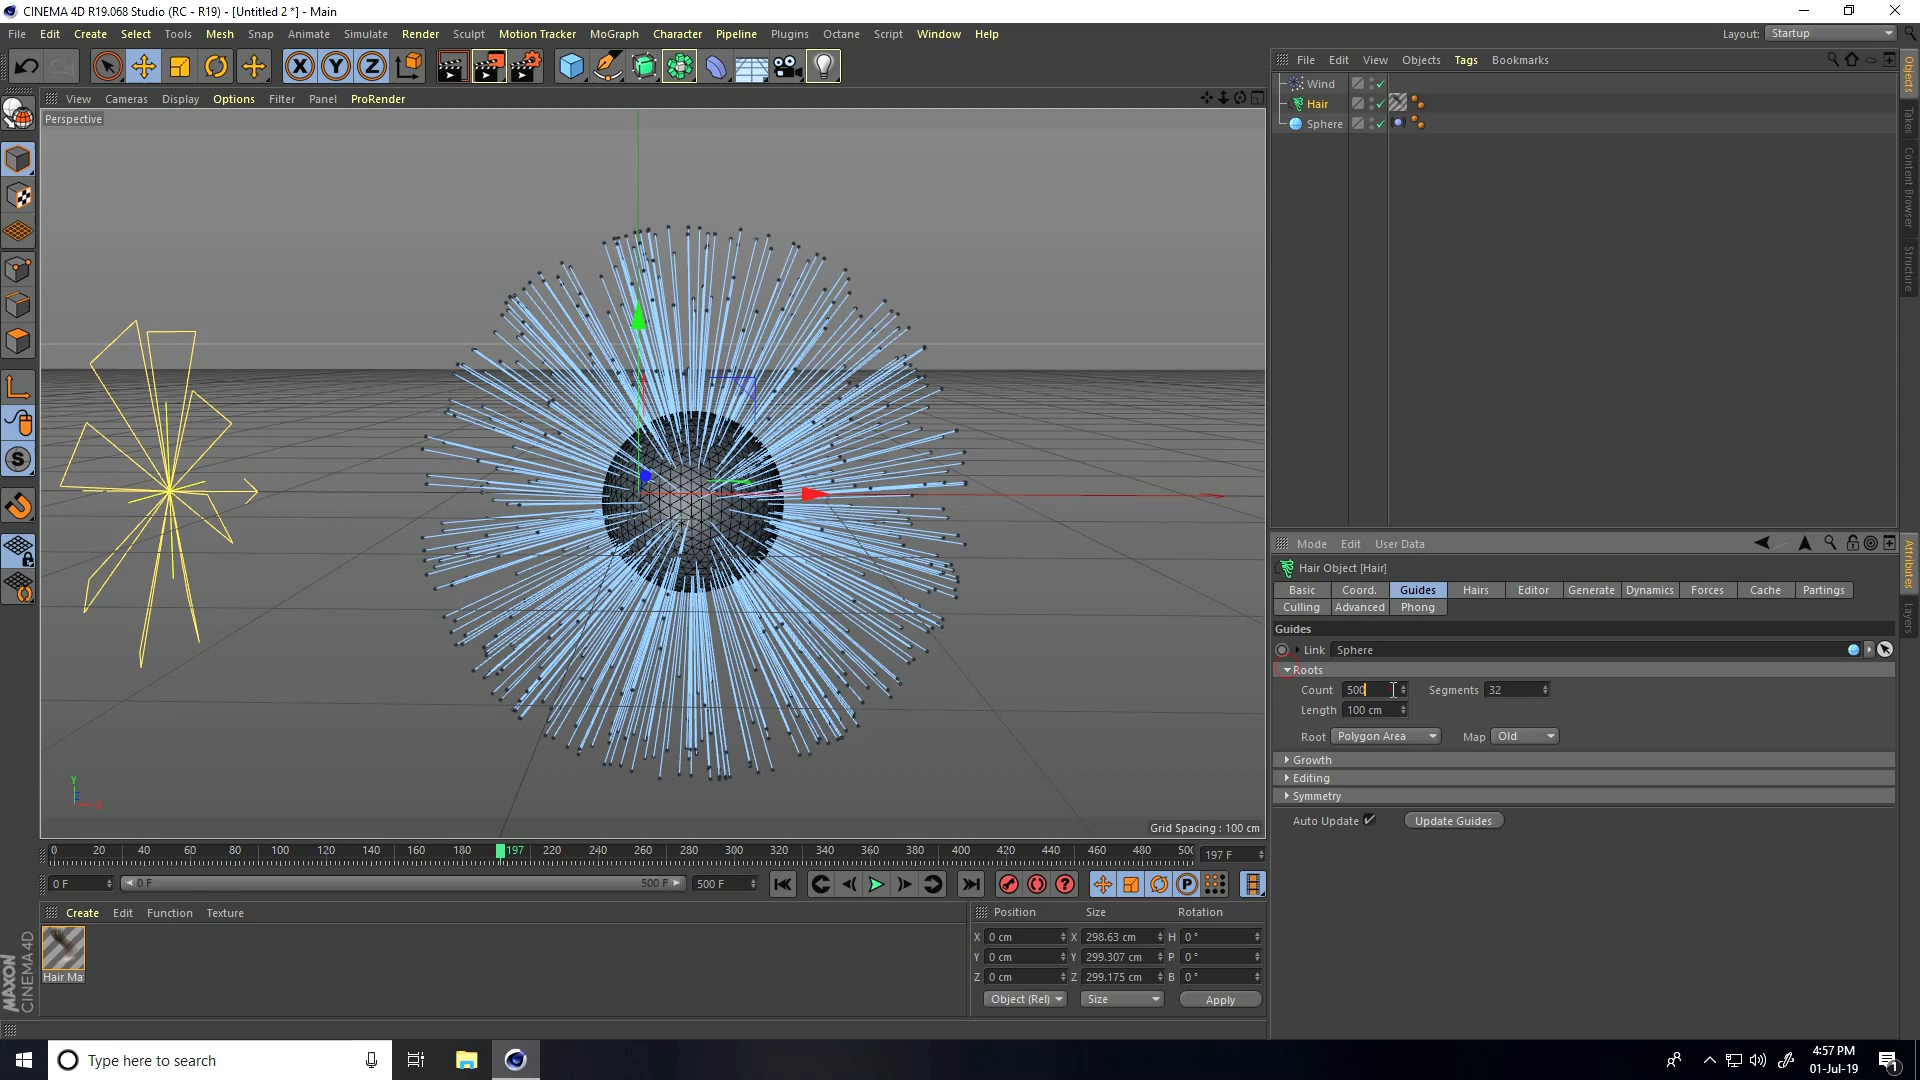 CINEMA 4D R19.068 Studio (RC - R19) - [Untitled 2 *] - Main
File Edit Create Select Tools Mesh Snap Animate Simulate Render Sculpt Motion Tracker MoGraph Character Pipeline Plugins Octane Script Window Help Layout: Startup
X Y Z
File Edit View Objects Tags Bookmarks
View Cameras Display Options Filter Panel ProRender
Perspective
Wind
Hair
Sphere
Objects
Takes
Content Browser
Structure
Mode Edit User Data
Hair Object [Hair]
Basic Coord. Guides Hairs Editor Generate Dynamics Forces Cache Partings
Culling Advanced Phong
Guides
Link Sphere
Roots
Count 500 Segments 32
Length 100 cm
Root Polygon Area Map Old
Growth
Editing
Symmetry
Auto Update Update Guides
Attributes
Layers
Y
X
Grid Spacing : 100 cm
0 20 40 60 80 100 120 140 160 180 197 220 240 260 280 300 320 340 360 380 400 420 440 460 480 500 197 F
0 F 0 F 500 F 500 F
Create Edit Function Texture
Hair Ma
Position Size Rotation
X 0 cm X 298.63 cm H 0 °
Y 0 cm Y 299.307 cm P 0 °
Z 0 cm Z 299.175 cm B 0 °
Object (Rel) Size Apply
MAXON
CINEMA 4D
Type here to search
4:57 PM
01-Jul-19
1